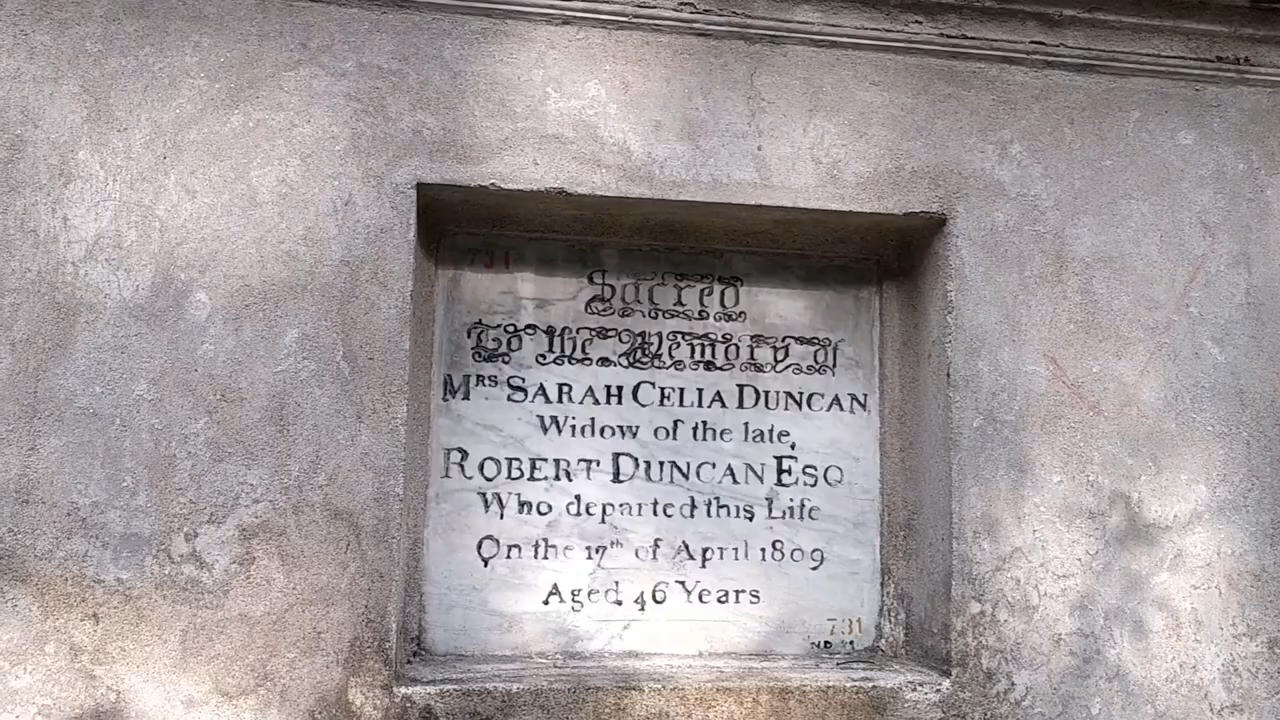 731
Sacred
To the Memory of
Mrs. SARAH CELIA DUNCAN
Widow of the late,
ROBERT DUNCAN ESQ
Who departed this Life
On the 17th of April 1809
Aged 46 Years
731